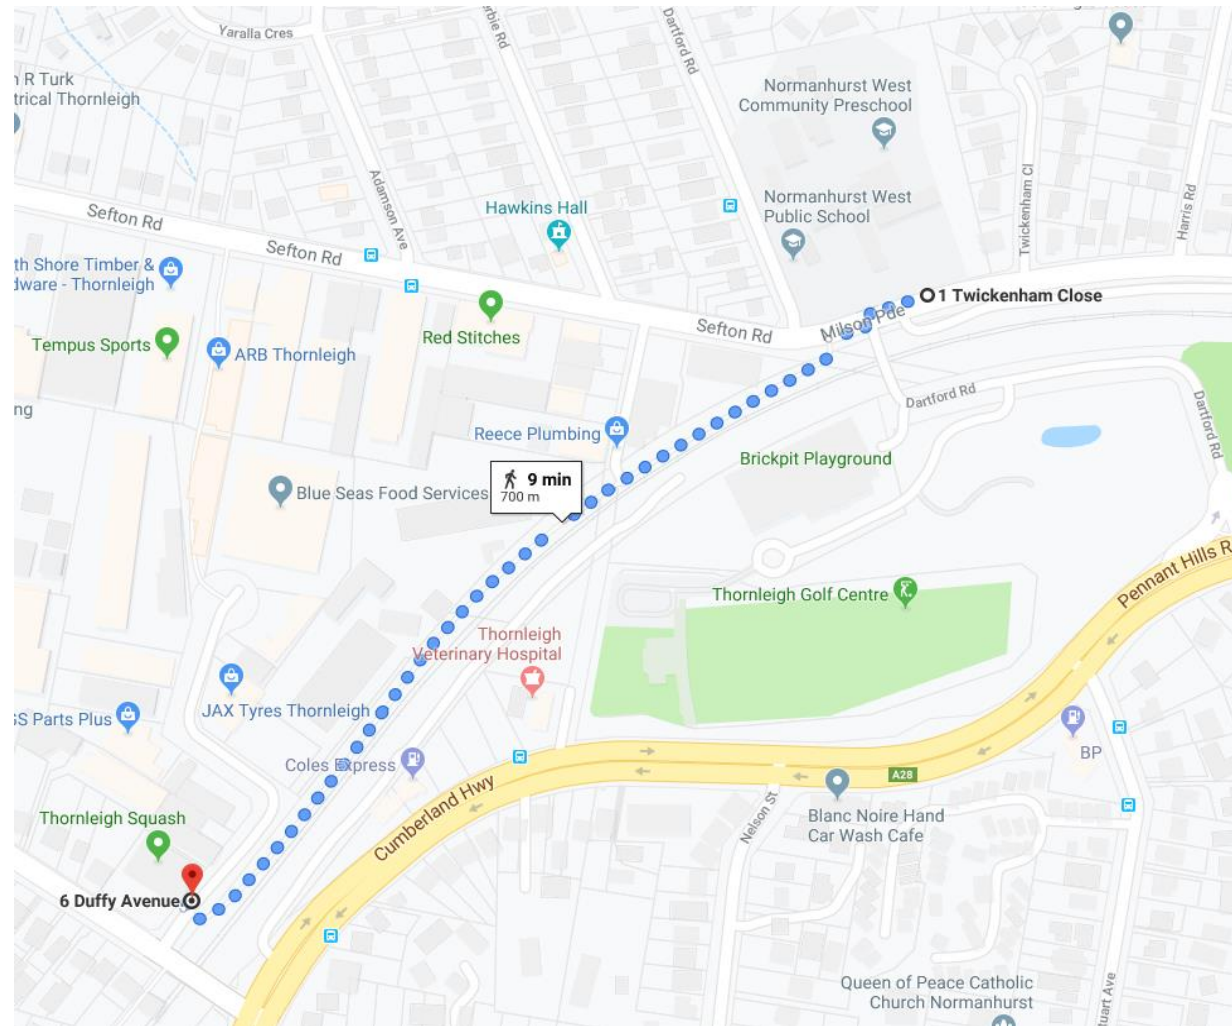 Yaralla Cres
Dartford Rd
n R Turk
trical Thornleigh
Normanhurst West
Community Preschool
Adamson Ave
Twickenham Cl
Harris Rd
Normanhurst West
Public School
Hawkins Hall
Sefton Rd
Sefton Rd
th Shore Timber &
dware - Thornleigh
1 Twickenham Close
Milson Pde
Sefton Rd
Red Stitches
Tempus Sports
ARB Thornleigh
Dartford Rd
Dartford Rd
ng
Reece Plumbing
Brickpit Playground
9 min
700 m
Blue Seas Food Services
Pennant Hills R
Thornleigh Golf Centre
Thornleigh
Veterinary Hospital
JAX Tyres Thornleigh
SS Parts Plus
Coles Express
BP
A28
Cumberland Hwy
Nelson St
Blanc Noire Hand
Car Wash Cafe
Thornleigh Squash
6 Duffy Avenue
Queen of Peace Catholic
Church Normanhurst
uart Ave